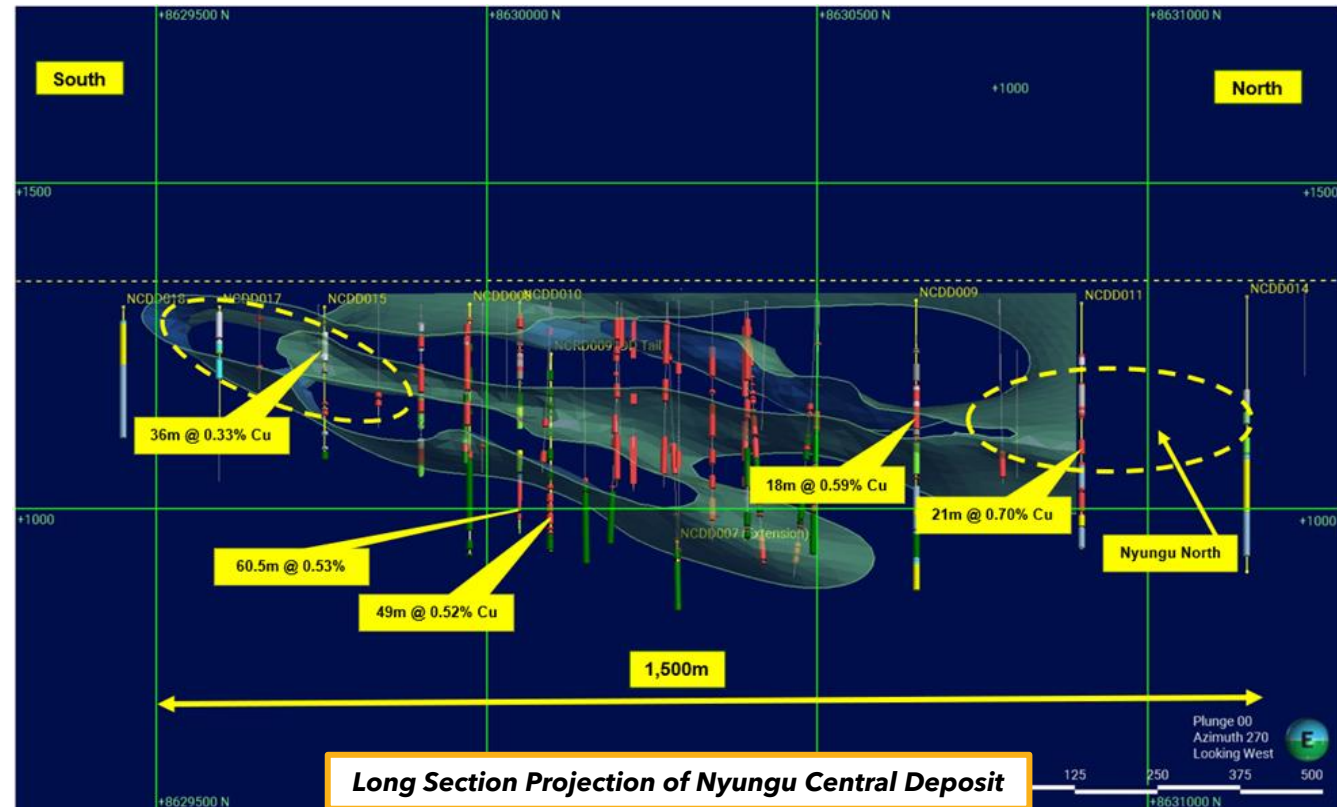 +8629500 N
+8630000 N
+8630500 N
+8631000 N
South
North
+1000
+1500
+1500
NCDD018
NCDD017
NCDD015
NCDD008
NCDD010
NCDD009
NCDD011
NCDD014
Tail
36m @ 0.33% Cu
18m @ 0.59% Cu
21m @ 0.70% Cu
+1000
+1000
NCDD007 (Extension)
Nyungu North
60.5m @ 0.53%
49m @ 0.52% Cu
1,500m
Plunge 00
Azimuth 270
Looking West
E
Long Section Projection of Nyungu Central Deposit
125
250
375
500
+8629500 N
+8631000 N